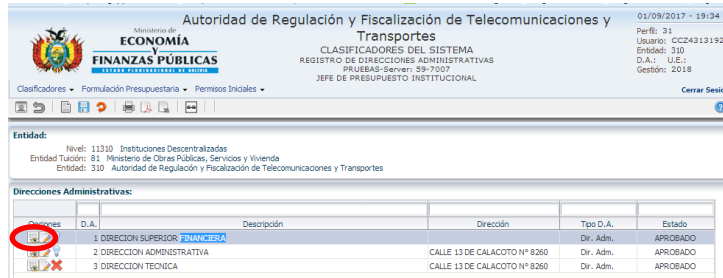 Autoridad de Regulación y Fiscalización de Telecomunicaciones y
Transportes
Ministerio de
ECONOMÍA
Y
FINANZAS PÚBLICAS
ESTADO PLURINACIONAL DE BOLIVIA
CLASIFICADORES DEL SISTEMA
REGISTRO DE DIRECCIONES ADMINISTRATIVAS
PRUEBAS-Server: 59-7007
JEFE DE PRESUPUESTO INSTITUCIONAL
01/09/2017 - 19:34
Perfil: 31
Usuario: CCZ4313192
Entidad: 310
D.A.: U.E.:
Gestión: 2018
Clasificadores Formulación Presupuestaria Permisos Iniciales
Cerrar Sesió
Entidad:
Nivel: 11310 Instituciones Descentralizadas
Entidad Tuición: 81 Ministerio de Obras Públicas, Servicios y Vivienda
Entidad: 310 Autoridad de Regulación y Fiscalización de Telecomunicaciones y Transportes
Direcciones Administrativas:
Opciones D.A. Descripción Dirección Tipo D.A. Estado
1 DIRECION SUPERIOR FINANCIERA Dir. Adm. APROBADO
2 DIRECCION ADMINISTRATIVA CALLE 13 DE CALACOTO Nº 8260 Dir. Adm. APROBADO
3 DIRECCION TECNICA CALLE 13 DE CALACOTO Nº 8260 Dir. Adm. APROBADO